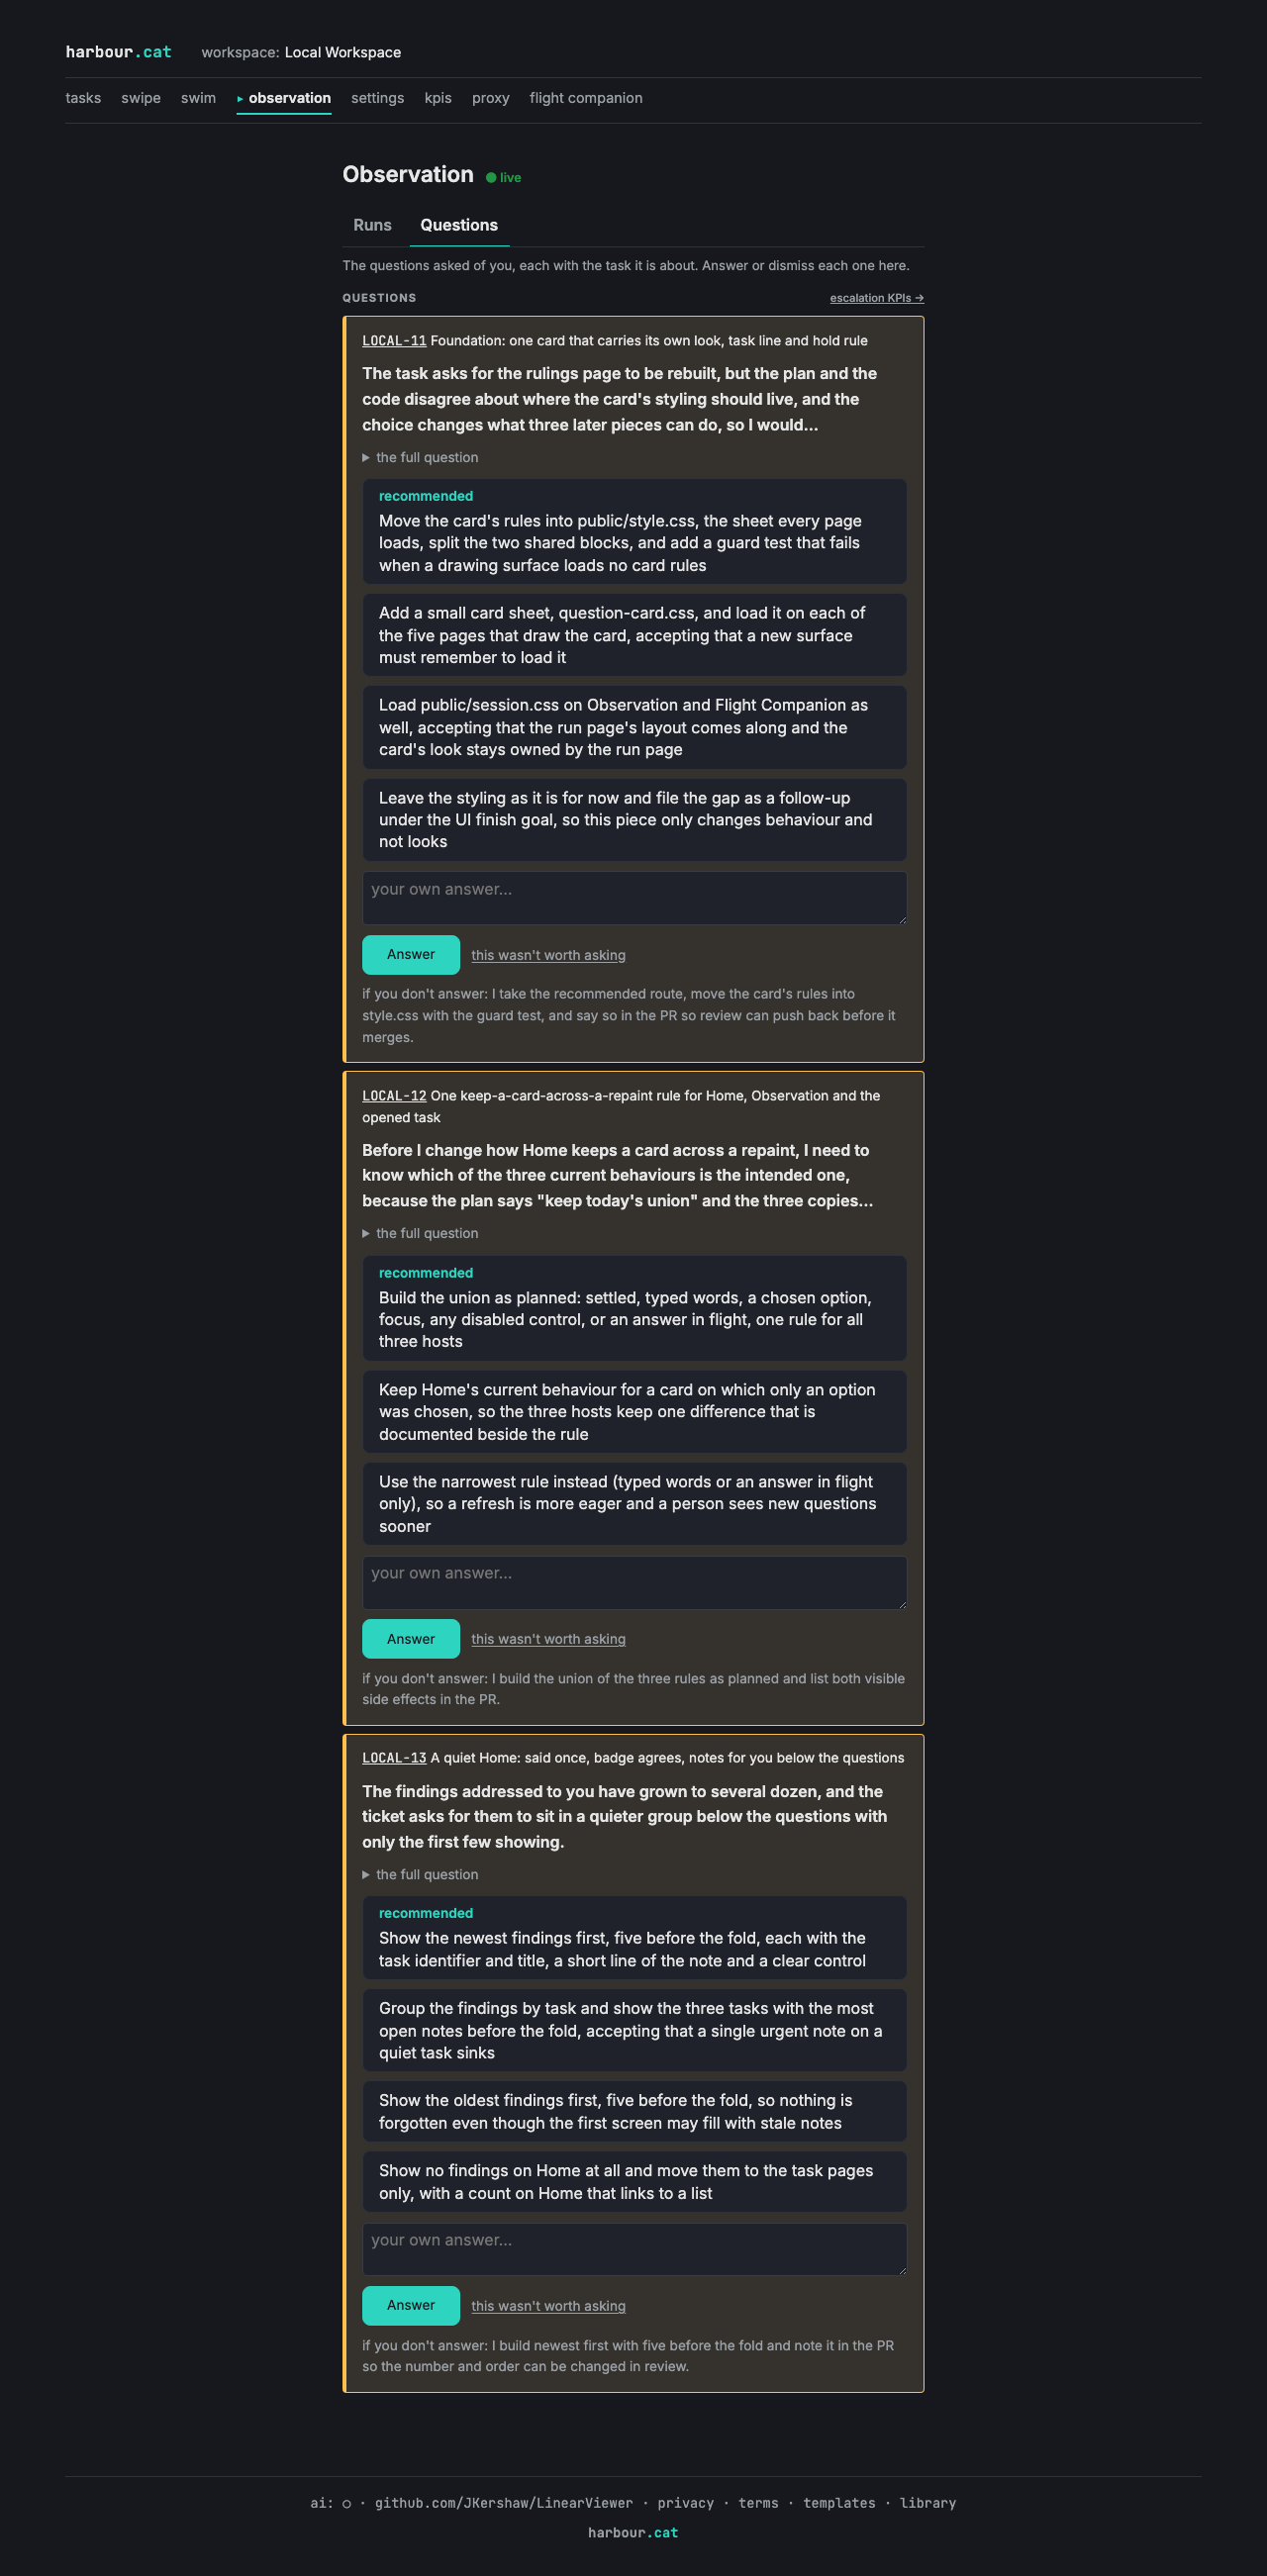 harbour.cat workspace: Local Workspace
tasks swipe swim ▸ observation settings kpis proxy flight companion
Observation ● live
Runs Questions
The questions asked of you, each with the task it is about. Answer or dismiss each one here.
QUESTIONS escalation KPIs →
LOCAL-11 Foundation: one card that carries its own look, task line and hold rule
The task asks for the rulings page to be rebuilt, but the plan and the
code disagree about where the card's styling should live, and the
choice changes what three later pieces can do, so I would...
▶ the full question
recommended
Move the card's rules into public/style.css, the sheet every page
loads, split the two shared blocks, and add a guard test that fails
when a drawing surface loads no card rules
Add a small card sheet, question-card.css, and load it on each of
the five pages that draw the card, accepting that a new surface
must remember to load it
Load public/session.css on Observation and Flight Companion as
well, accepting that the run page's layout comes along and the
card's look stays owned by the run page
Leave the styling as it is for now and file the gap as a follow-up
under the UI finish goal, so this piece only changes behaviour and
not looks
your own answer...
Answer this wasn't worth asking
if you don't answer: I take the recommended route, move the card's rules into
style.css with the guard test, and say so in the PR so review can push back before it
merges.
LOCAL-12 One keep-a-card-across-a-repaint rule for Home, Observation and the
opened task
Before I change how Home keeps a card across a repaint, I need to
know which of the three current behaviours is the intended one,
because the plan says "keep today's union" and the three copies...
▶ the full question
recommended
Build the union as planned: settled, typed words, a chosen option,
focus, any disabled control, or an answer in flight, one rule for all
three hosts
Keep Home's current behaviour for a card on which only an option
was chosen, so the three hosts keep one difference that is
documented beside the rule
Use the narrowest rule instead (typed words or an answer in flight
only), so a refresh is more eager and a person sees new questions
sooner
your own answer...
Answer this wasn't worth asking
if you don't answer: I build the union of the three rules as planned and list both visible
side effects in the PR.
LOCAL-13 A quiet Home: said once, badge agrees, notes for you below the questions
The findings addressed to you have grown to several dozen, and the
ticket asks for them to sit in a quieter group below the questions with
only the first few showing.
▶ the full question
recommended
Show the newest findings first, five before the fold, each with the
task identifier and title, a short line of the note and a clear control
Group the findings by task and show the three tasks with the most
open notes before the fold, accepting that a single urgent note on a
quiet task sinks
Show the oldest findings first, five before the fold, so nothing is
forgotten even though the first screen may fill with stale notes
Show no findings on Home at all and move them to the task pages
only, with a count on Home that links to a list
your own answer...
Answer this wasn't worth asking
if you don't answer: I build newest first with five before the fold and note it in the PR
so the number and order can be changed in review.
ai: ○ · github.com/JKershaw/LinearViewer · privacy · terms · templates · library
harbour.cat